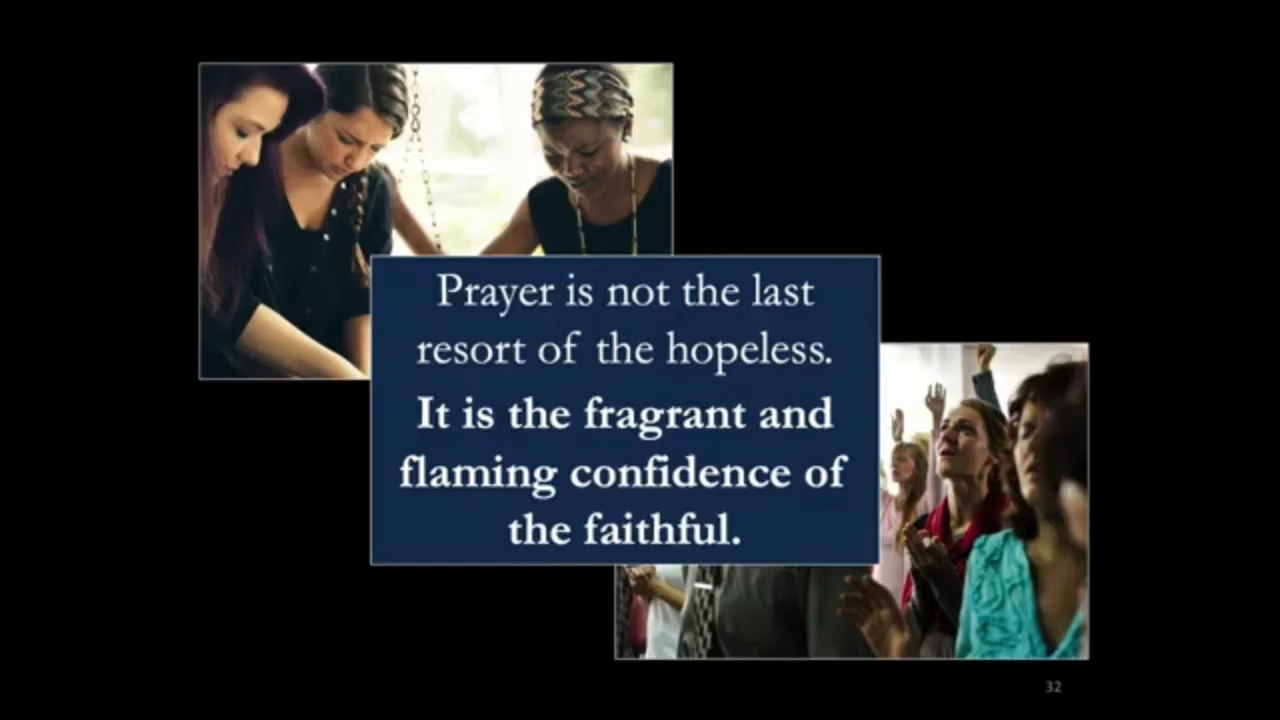 Prayer is not the last
resort of the hopeless.
It is the fragrant and
flaming confidence of
the faithful.
32